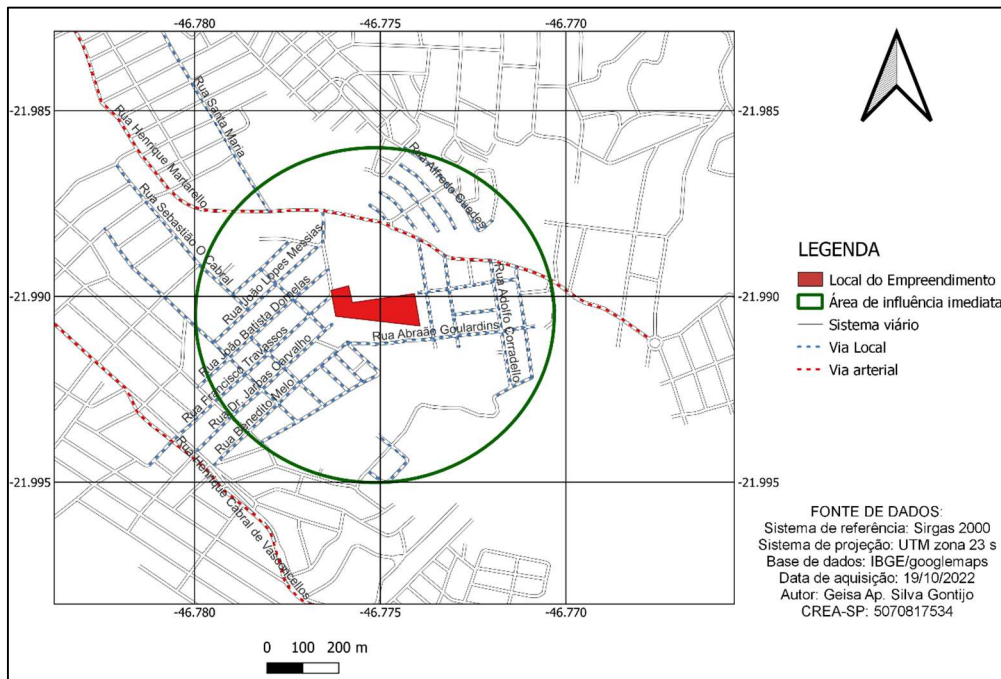 -46.780
-46.775
-46.770
-21.985
-21.985
Rua Santa Maria
Rua Henrique Martarello
Rua Alfredo Guedes
Rua Sebastião O Cabral
Rua João Lopes Messias
-21.990
-21.990
Rua João Batista Dornelas
Rua Abraão Goulardins
Rua Adolfo Corradello
Rua Francisco Travassos
Rua Dr. Jarbas Carvalho
Rua Benedito Melo
-21.995
-21.995
Rua Henrique Cabral de Vasconcellos
-46.780
-46.775
-46.770
0 100 200 m
LEGENDA
Local do Empreendimento
Área de influência imediata
Sistema viário
Via Local
Via arterial
FONTE DE DADOS:
Sistema de referência: Sirgas 2000
Sistema de projeção: UTM zona 23 s
Base de dados: IBGE/googlemaps
Data de aquisição: 19/10/2022
Autor: Geisa Ap. Silva Gontijo
CREA-SP: 5070817534